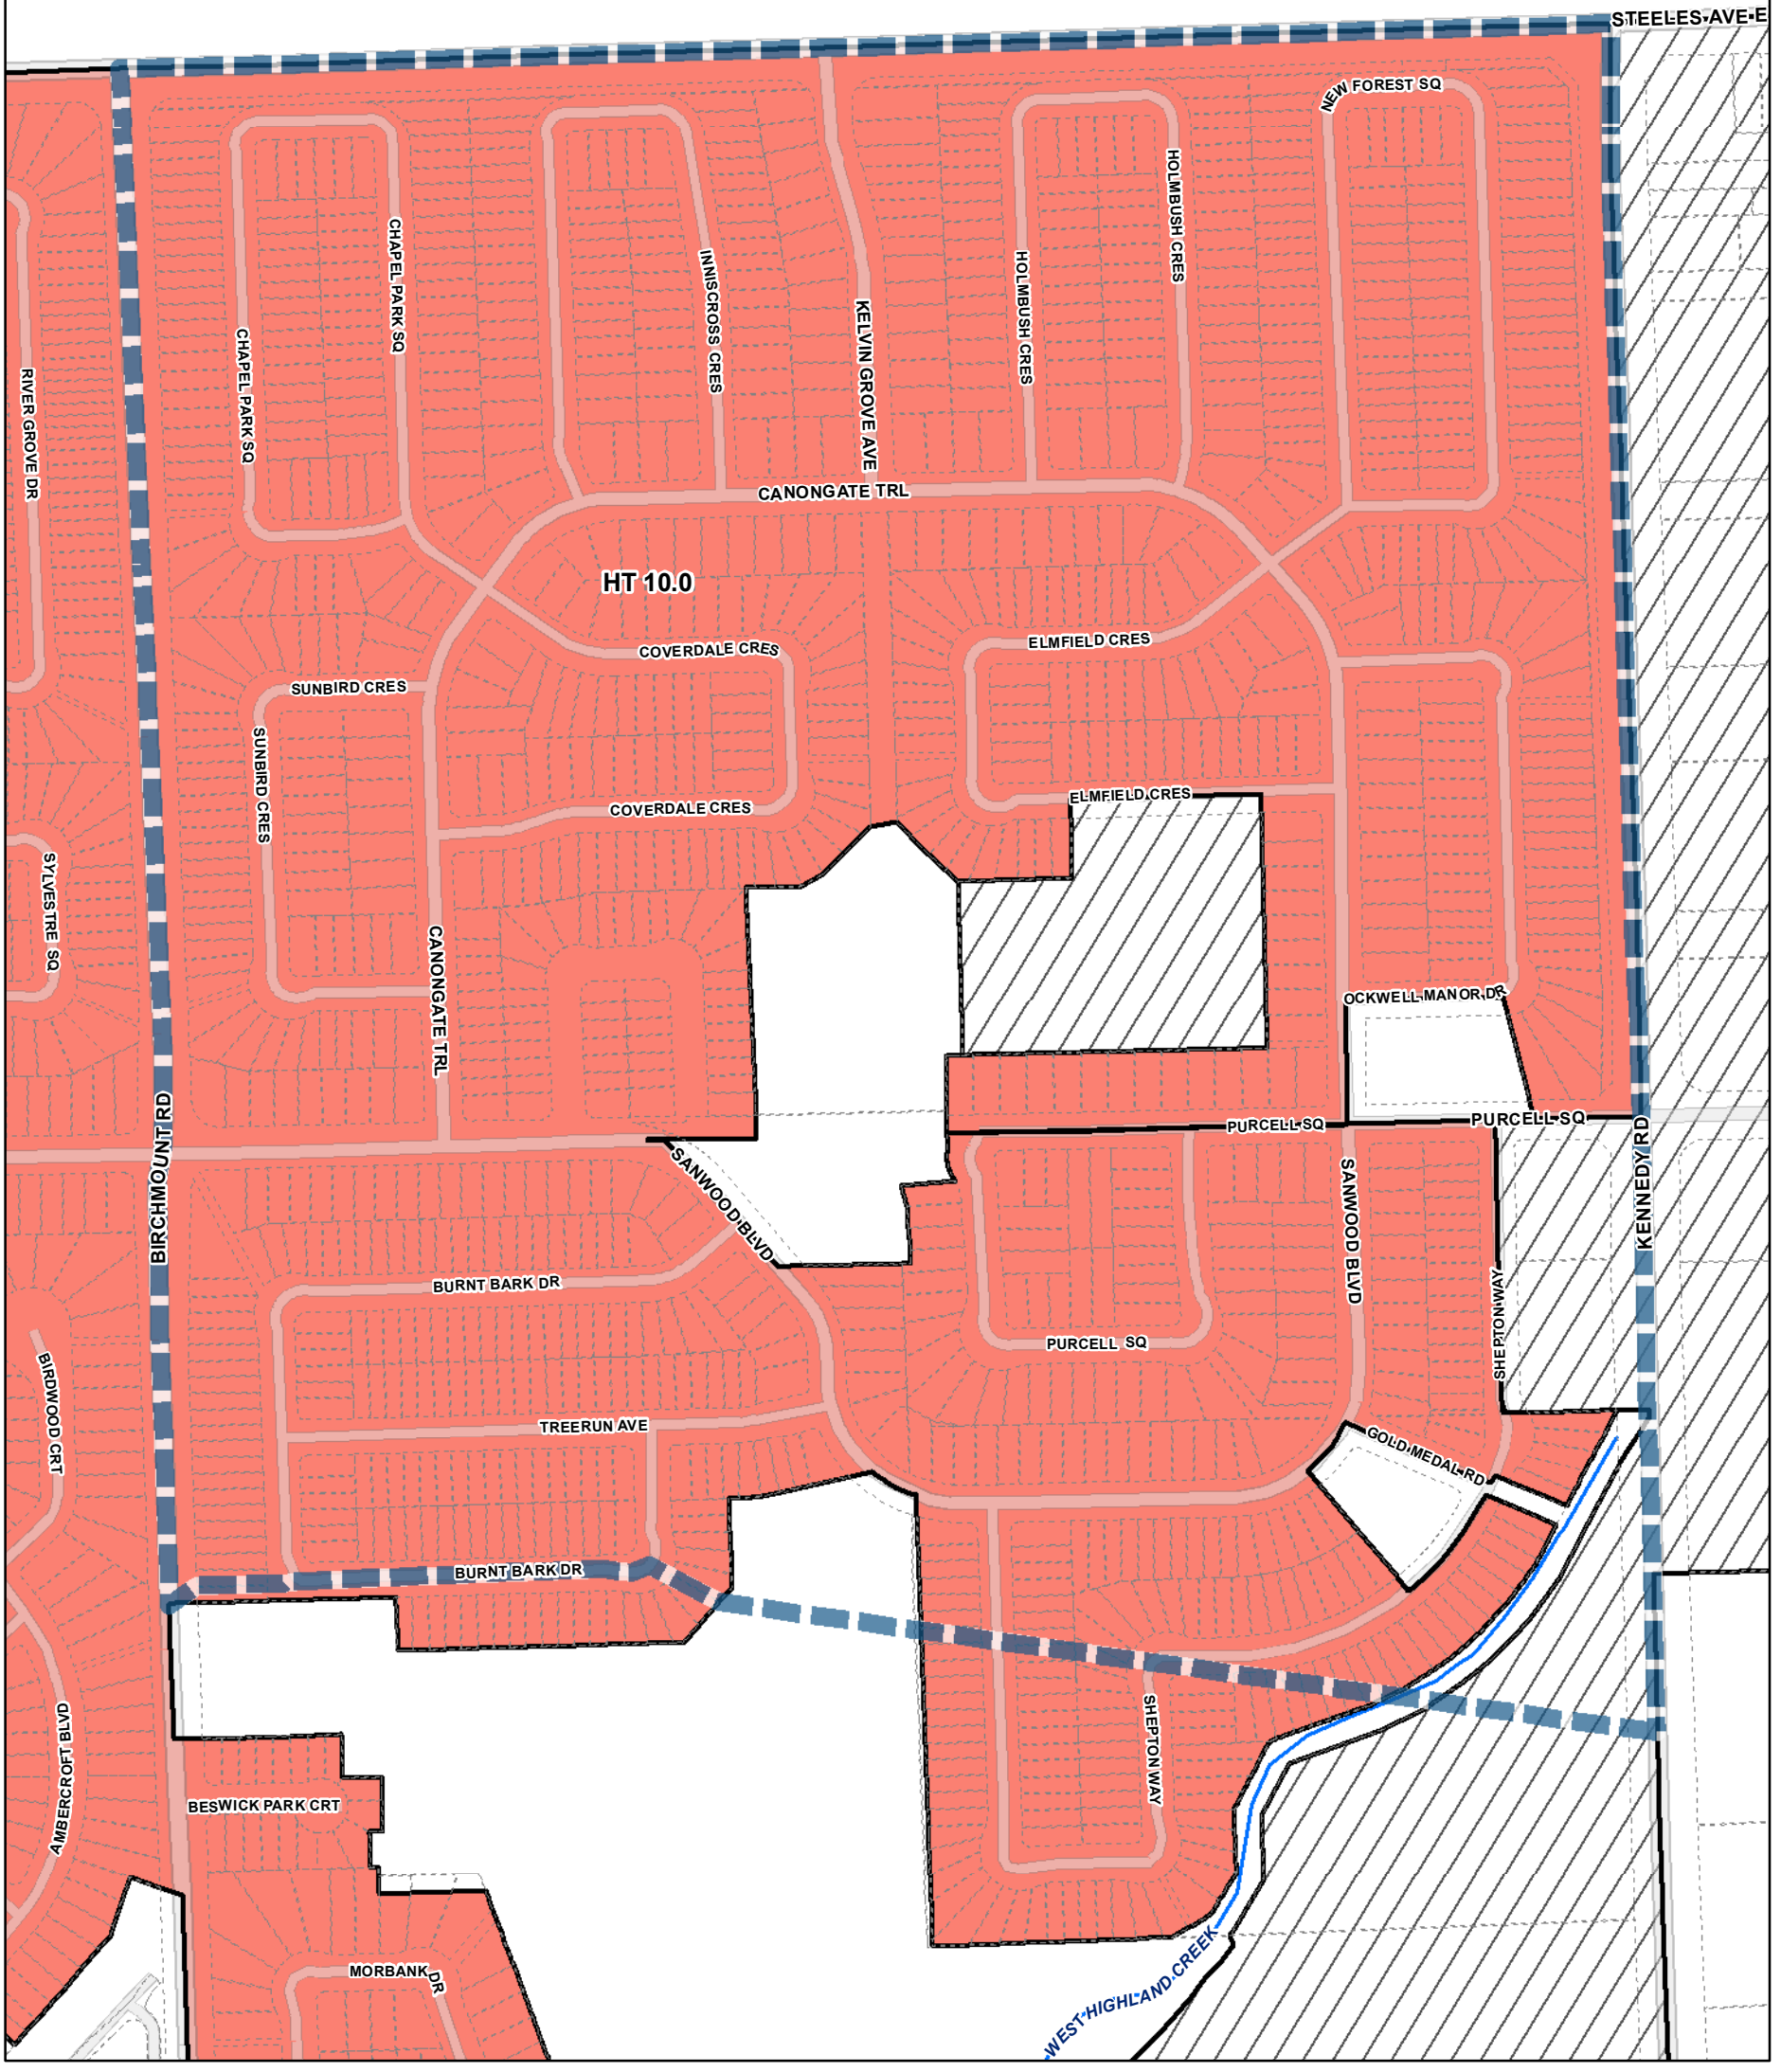 STEELES AVE E
NEW FOREST SQ
HOLMBUSH CRES
CHAPEL PARK SQ
INNISCROSS CRES
HOLMBUSH CRES
KELVIN GROVE AVE
CHAPEL PARK SQ
RIVER GROVE DR
CANONGATE TRL
HT 10.0
COVERDALE CRES
ELMFIELD CRES
SUNBIRD CRES
SUNBIRD CRES
COVERDALE CRES
ELMFIELD CRES
SYLVESTRE SQ
CANONGATE TRL
OCKWELL MANOR DR
PURCELL SQ
PURCELL SQ
BIRCHMOUNT RD
KENNEDY RD
SANWOOD BLVD
SANWOOD BLVD
BURNT BARK DR
SHEPTON WAY
PURCELL SQ
BIRDWOOD CRT
TREERUN AVE
GOLD MEDAL RD
BURNT BARK DR
SHEPTON WAY
AMBERCROFT BLVD
BESWICK PARK CRT
MORBANK DR
WEST HIGHLAND CREEK